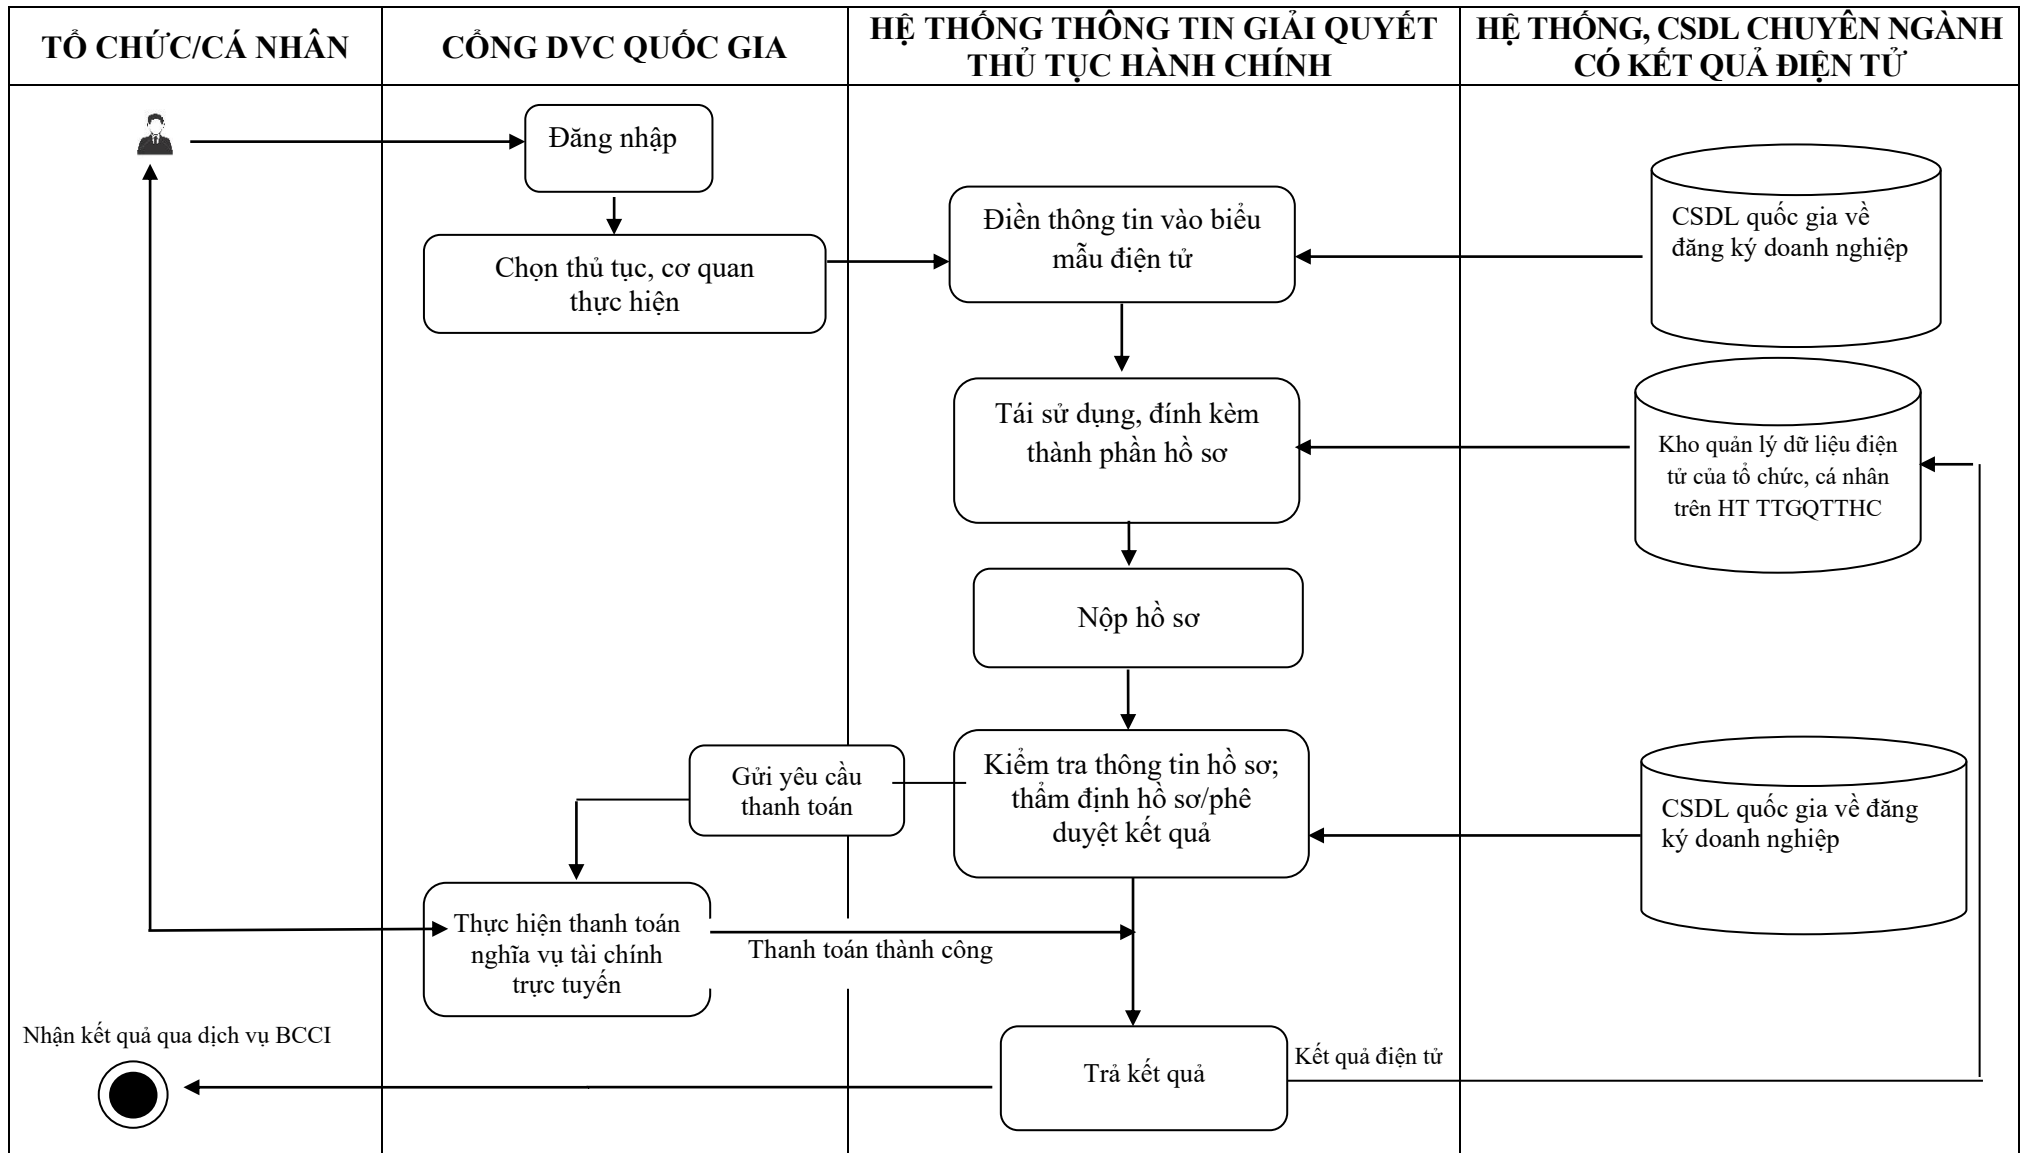 TỔ CHỨC/CÁ NHÂN
CỔNG DVC QUỐC GIA
HỆ THỐNG THÔNG TIN GIẢI QUYẾT
THỦ TỤC HÀNH CHÍNH
HỆ THỐNG, CSDL CHUYÊN NGÀNH
CÓ KẾT QUẢ ĐIỆN TỬ
Đăng nhập
Chọn thủ tục, cơ quan
thực hiện
Điền thông tin vào biểu
mẫu điện tử
CSDL quốc gia về
đăng ký doanh nghiệp
Tái sử dụng, đính kèm
thành phần hồ sơ
Kho quản lý dữ liệu điện
tử của tổ chức, cá nhân
trên HT TTGQTTHC
Nộp hồ sơ
Gửi yêu cầu
thanh toán
Kiểm tra thông tin hồ sơ;
thẩm định hồ sơ/phê
duyệt kết quả
CSDL quốc gia về đăng
ký doanh nghiệp
Thực hiện thanh toán
nghĩa vụ tài chính
trực tuyến
Thanh toán thành công
Nhận kết quả qua dịch vụ BCCI
Trả kết quả
Kết quả điện tử